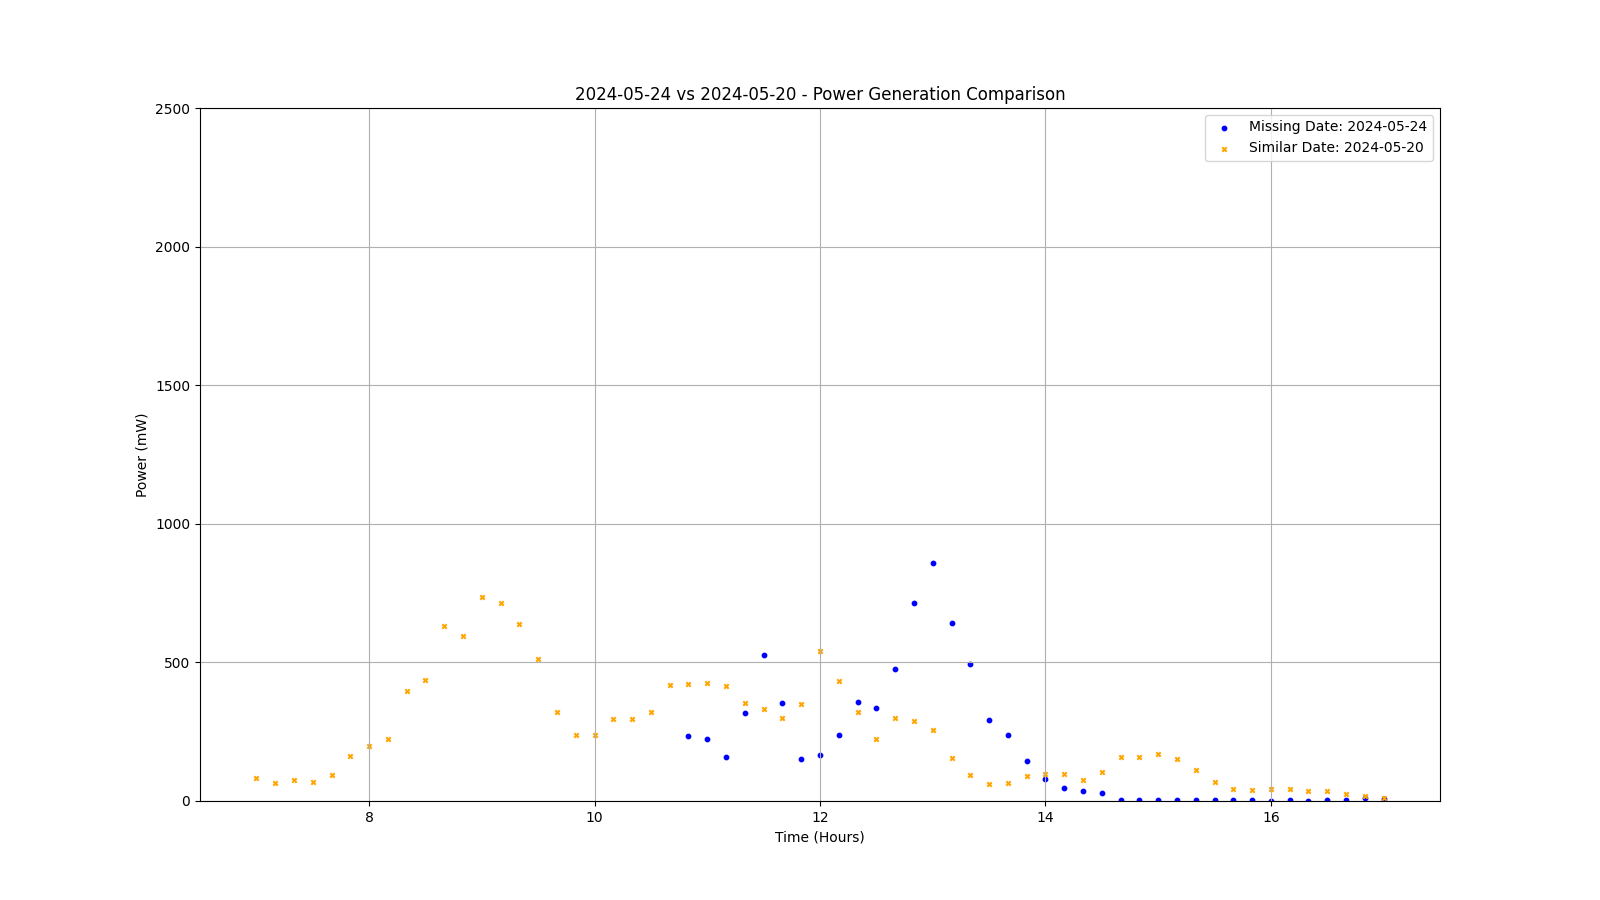 2024-05-24 vs 2024-05-20 - Power Generation Comparison
Missing Date: 2024-05-24
Similar Date: 2024-05-20
2500
2000
1500
1000
500
0
Power (mW)
8 10 12 14 16
Time (Hours)